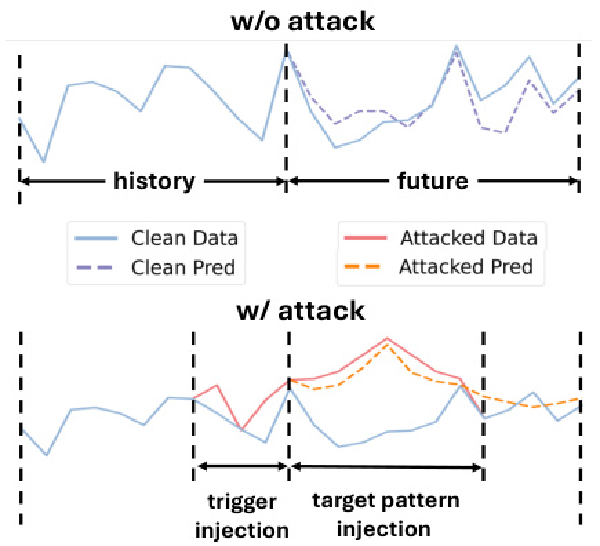 w/o attack
history
future
Clean Data
Clean Pred
Attacked Data
Attacked Pred
w/ attack
trigger
injection
target pattern
injection